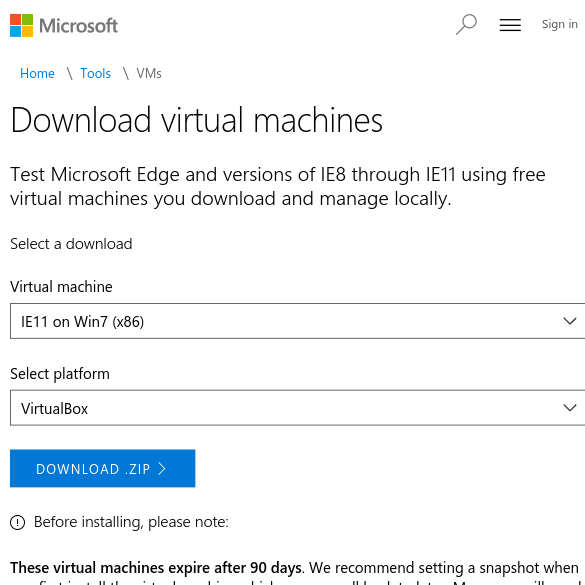 Microsoft
Sign in
Home \ Tools \ VMs
Download virtual machines
Test Microsoft Edge and versions of IE8 through IE11 using free
virtual machines you download and manage locally.
Select a download
Virtual machine
IE11 on Win7 (x86)
Select platform
VirtualBox
DOWNLOAD .ZIP
Before installing, please note:
These virtual machines expire after 90 days. We recommend setting a snapshot when